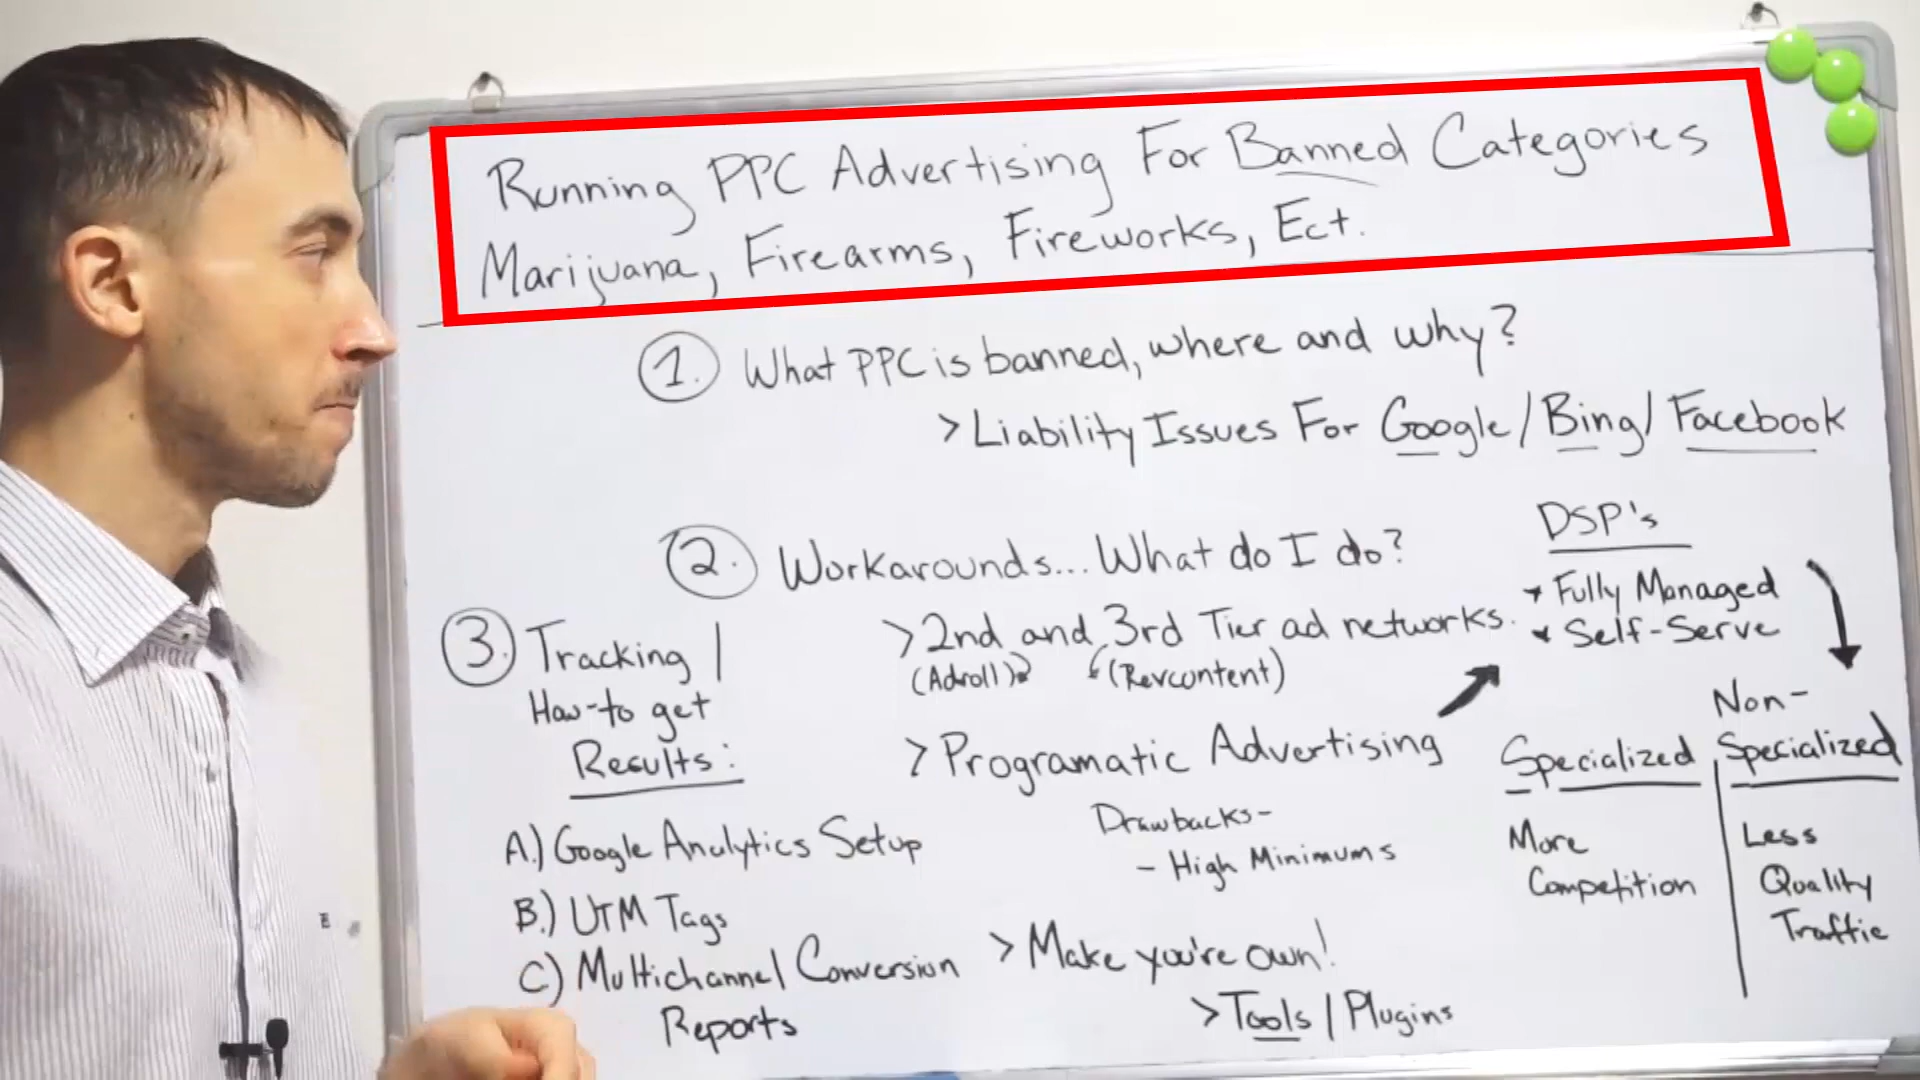 Running PPC Advertising For Banned Categories
Marijuana, Firearms, Fireworks, Ect.
1. What PPC is banned, where and why?
> Liability Issues For Google/Bing/Facebook
2. Workarounds... What do I do?
> 2nd and 3rd Tier ad networks.
(Adroll) (Revcontent)
> Programatic Advertising
Drawbacks-
- High Minimums
> Make you're own!
> Tools / Plugins
DSP's
Fully Managed
Self-Serve
Specialized
More
Competition
Non-
Specialized
Less
Quality
Traffic
3. Tracking /
How-to get
Results:
A.) Google Analytics Setup
B.) UTM Tags
C) Multichannel Conversion
Reports